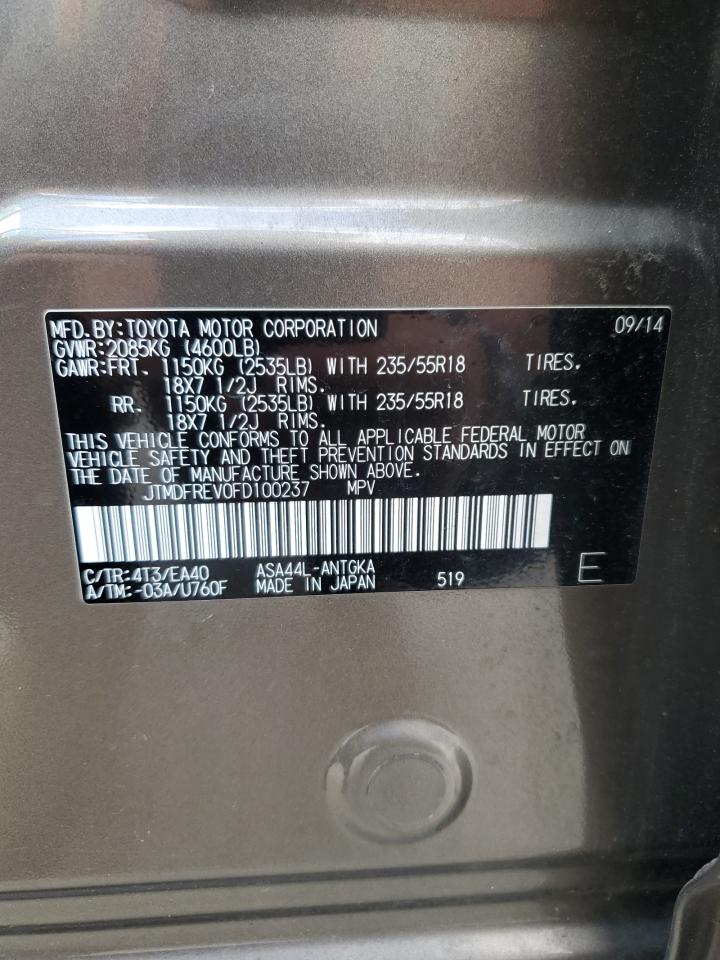 MFD.BY:TOYOTA MOTOR CORPORATION 09/14
GVWR:2085KG (4600LB)
GAWR:FRT. 1150KG (2535LB) WITH 235/55R18 TIRES.
18X7 1/2J RIMS.
RR. 1150KG (2535LB) WITH 235/55R18 TIRES.
18X7 1/2J RIMS.
THIS VEHICLE CONFORMS TO ALL APPLICABLE FEDERAL MOTOR
VEHICLE SAFETY AND THEFT PREVENTION STANDARDS IN EFFECT ON
THE DATE OF MANUFACTURE SHOWN ABOVE.
JTMDFREV0FD100237 MPV
C/TR:4T3/EA40 ASA44L-ANTGKA
A/TM:-03A/U760F MADE IN JAPAN 519 E